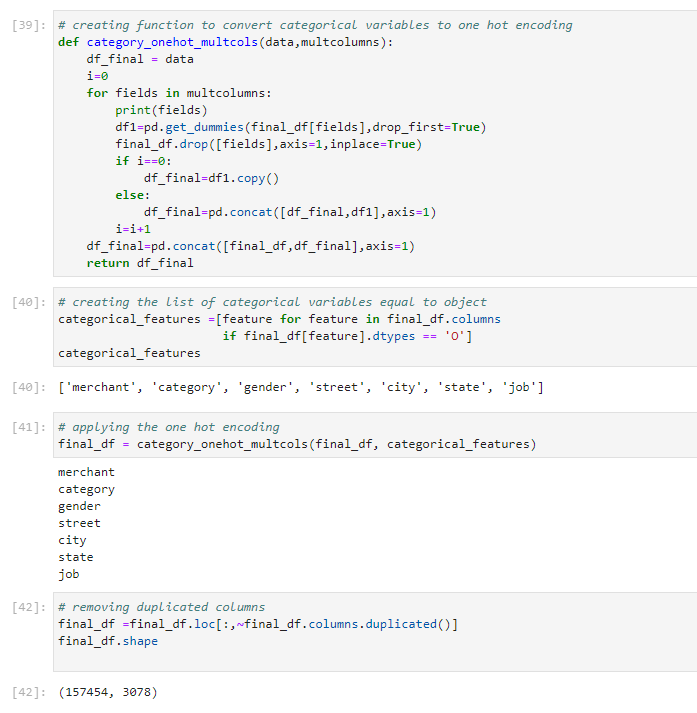 [39]: # creating function to convert categorical variables to one hot encoding
def category_onehot_multcols(data,multcolumns):
    df_final = data
    i=0
    for fields in multcolumns:
        print(fields)
        df1=pd.get_dummies(final_df[fields],drop_first=True)
        final_df.drop([fields],axis=1,inplace=True)
        if i==0:
            df_final=df1.copy()
        else:
            df_final=pd.concat([df_final,df1],axis=1)
        i=i+1
    df_final=pd.concat([final_df,df_final],axis=1)
    return df_final
[40]: # creating the list of categorical variables equal to object
categorical_features =[feature for feature in final_df.columns
                       if final_df[feature].dtypes == 'O']
categorical_features
[40]: ['merchant', 'category', 'gender', 'street', 'city', 'state', 'job']
[41]: # applying the one hot encoding
final_df = category_onehot_multcols(final_df, categorical_features)
merchant
category
gender
street
city
state
job
[42]: # removing duplicated columns
final_df =final_df.loc[:,~final_df.columns.duplicated()]
final_df.shape
[42]: (157454, 3078)